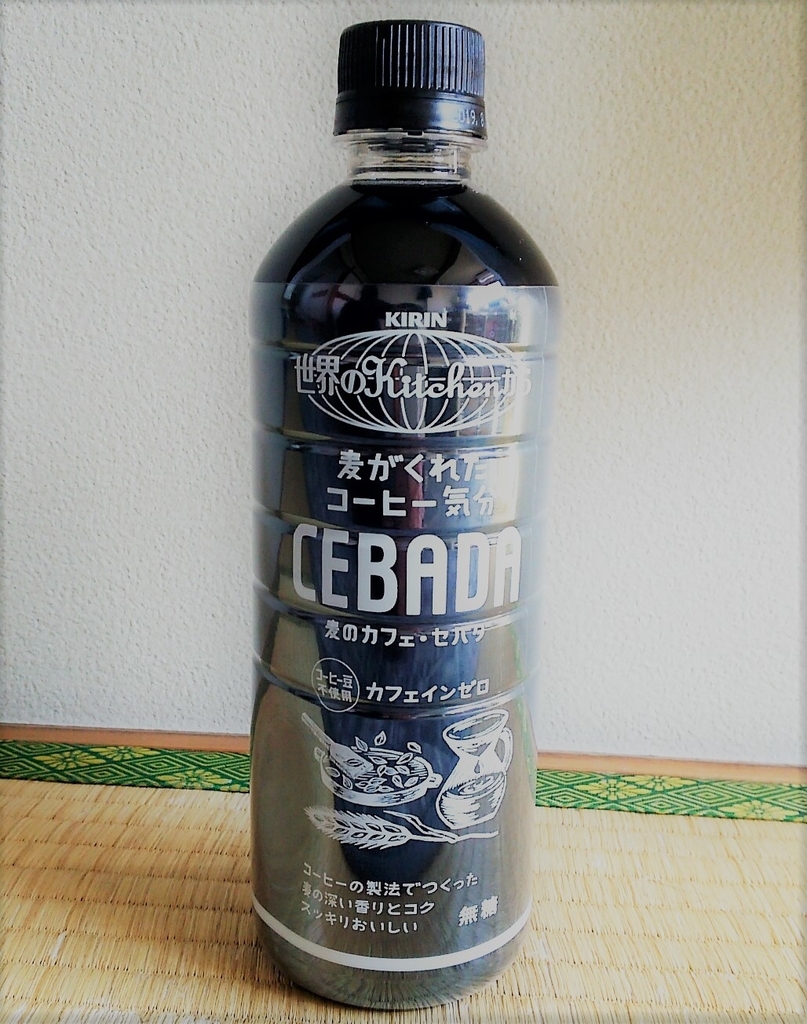 019.8
KIRIN
世界のKitchenから
麦がくれた
コーヒー気分
CEBADA
麦のカフェ・セバダ
コーヒー豆
不使用
カフェインゼロ
コーヒーの製法でつくった
麦の深い香りとコク
スッキリおいしい
無糖